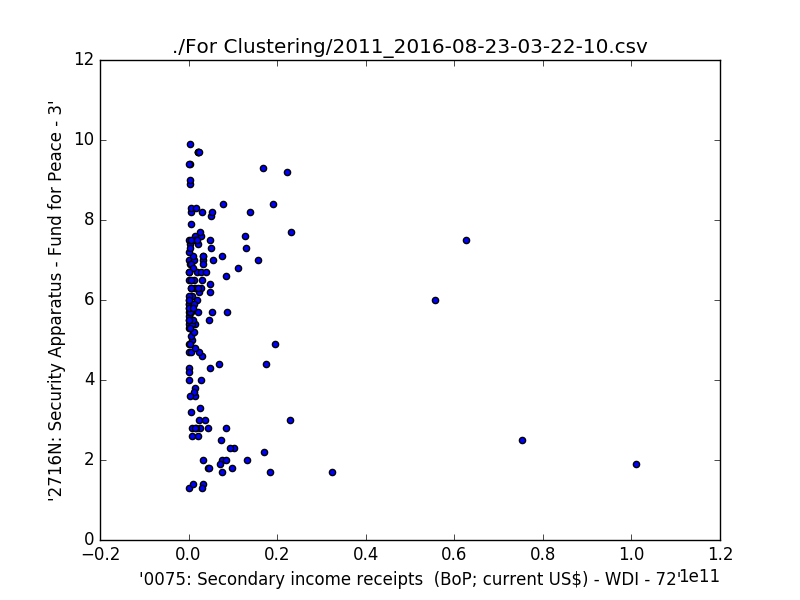 ./For Clustering/2011_2016-08-23-03-22-10.csv
12
10
8
6
4
2
0
'2716N: Security Apparatus - Fund for Peace - 3'
−0.2 0.0 0.2 0.4 0.6 0.8 1.0 1.2
1e11
'0075: Secondary income receipts (BoP; current US$) - WDI - 72'